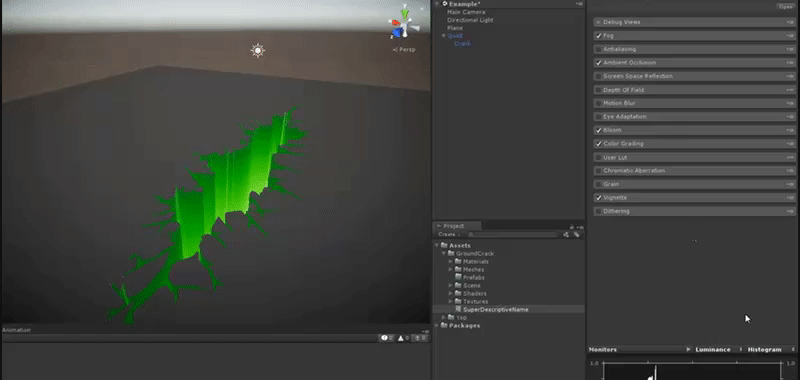 Example*
Main Camera
Directional Light
Plane
Crack
Persp
Open
Debug Views
Fog
Antialiasing
Ambient Occlusion
Screen Space Reflection
Depth Of Field
Motion Blur
Eye Adaptation
Bloom
Color Grading
User Lut
Chromatic Aberration
Grain
Vignette
Dithering
Project
Create
Assets
GroundCrack
Materials
Meshes
Prefabs
Scene
Shaders
Textures
SuperDescriptiveName
Packages
Animation
Monitors
Luminance
Histogram
1.0
1.0